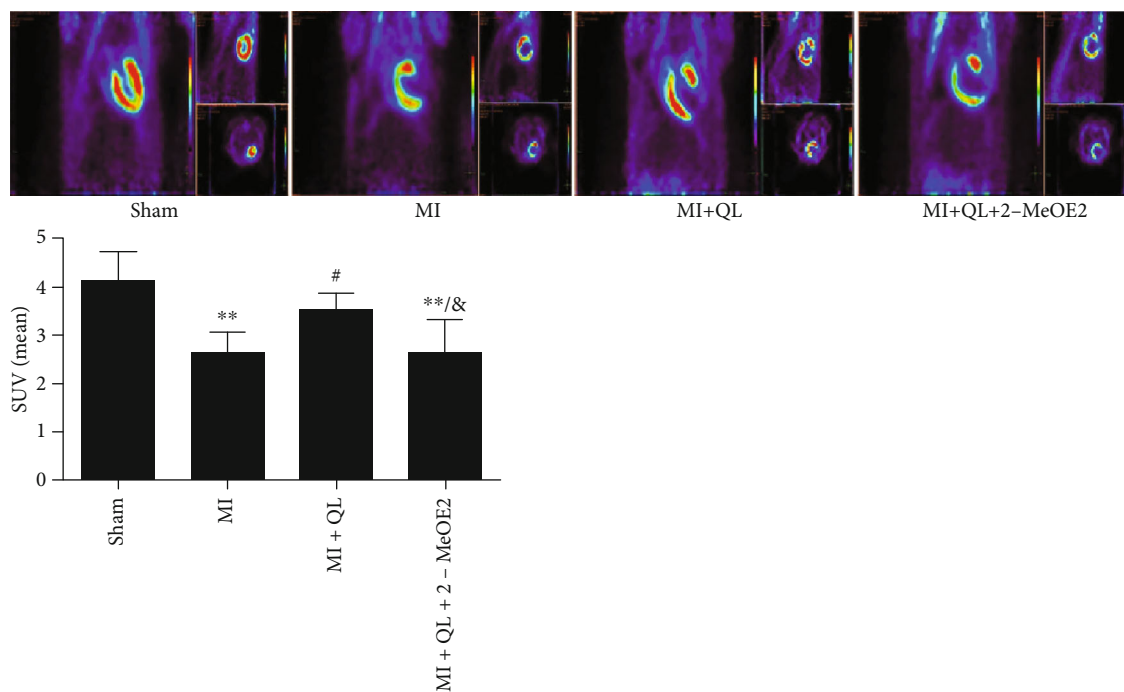 Sham
MI
MI+QL
MI+QL+2–MeOE2
5
4
3
2
1
0
SUV (mean)
**
#
**/&
Sham
MI
MI + QL
MI + QL + 2 – MeOE2